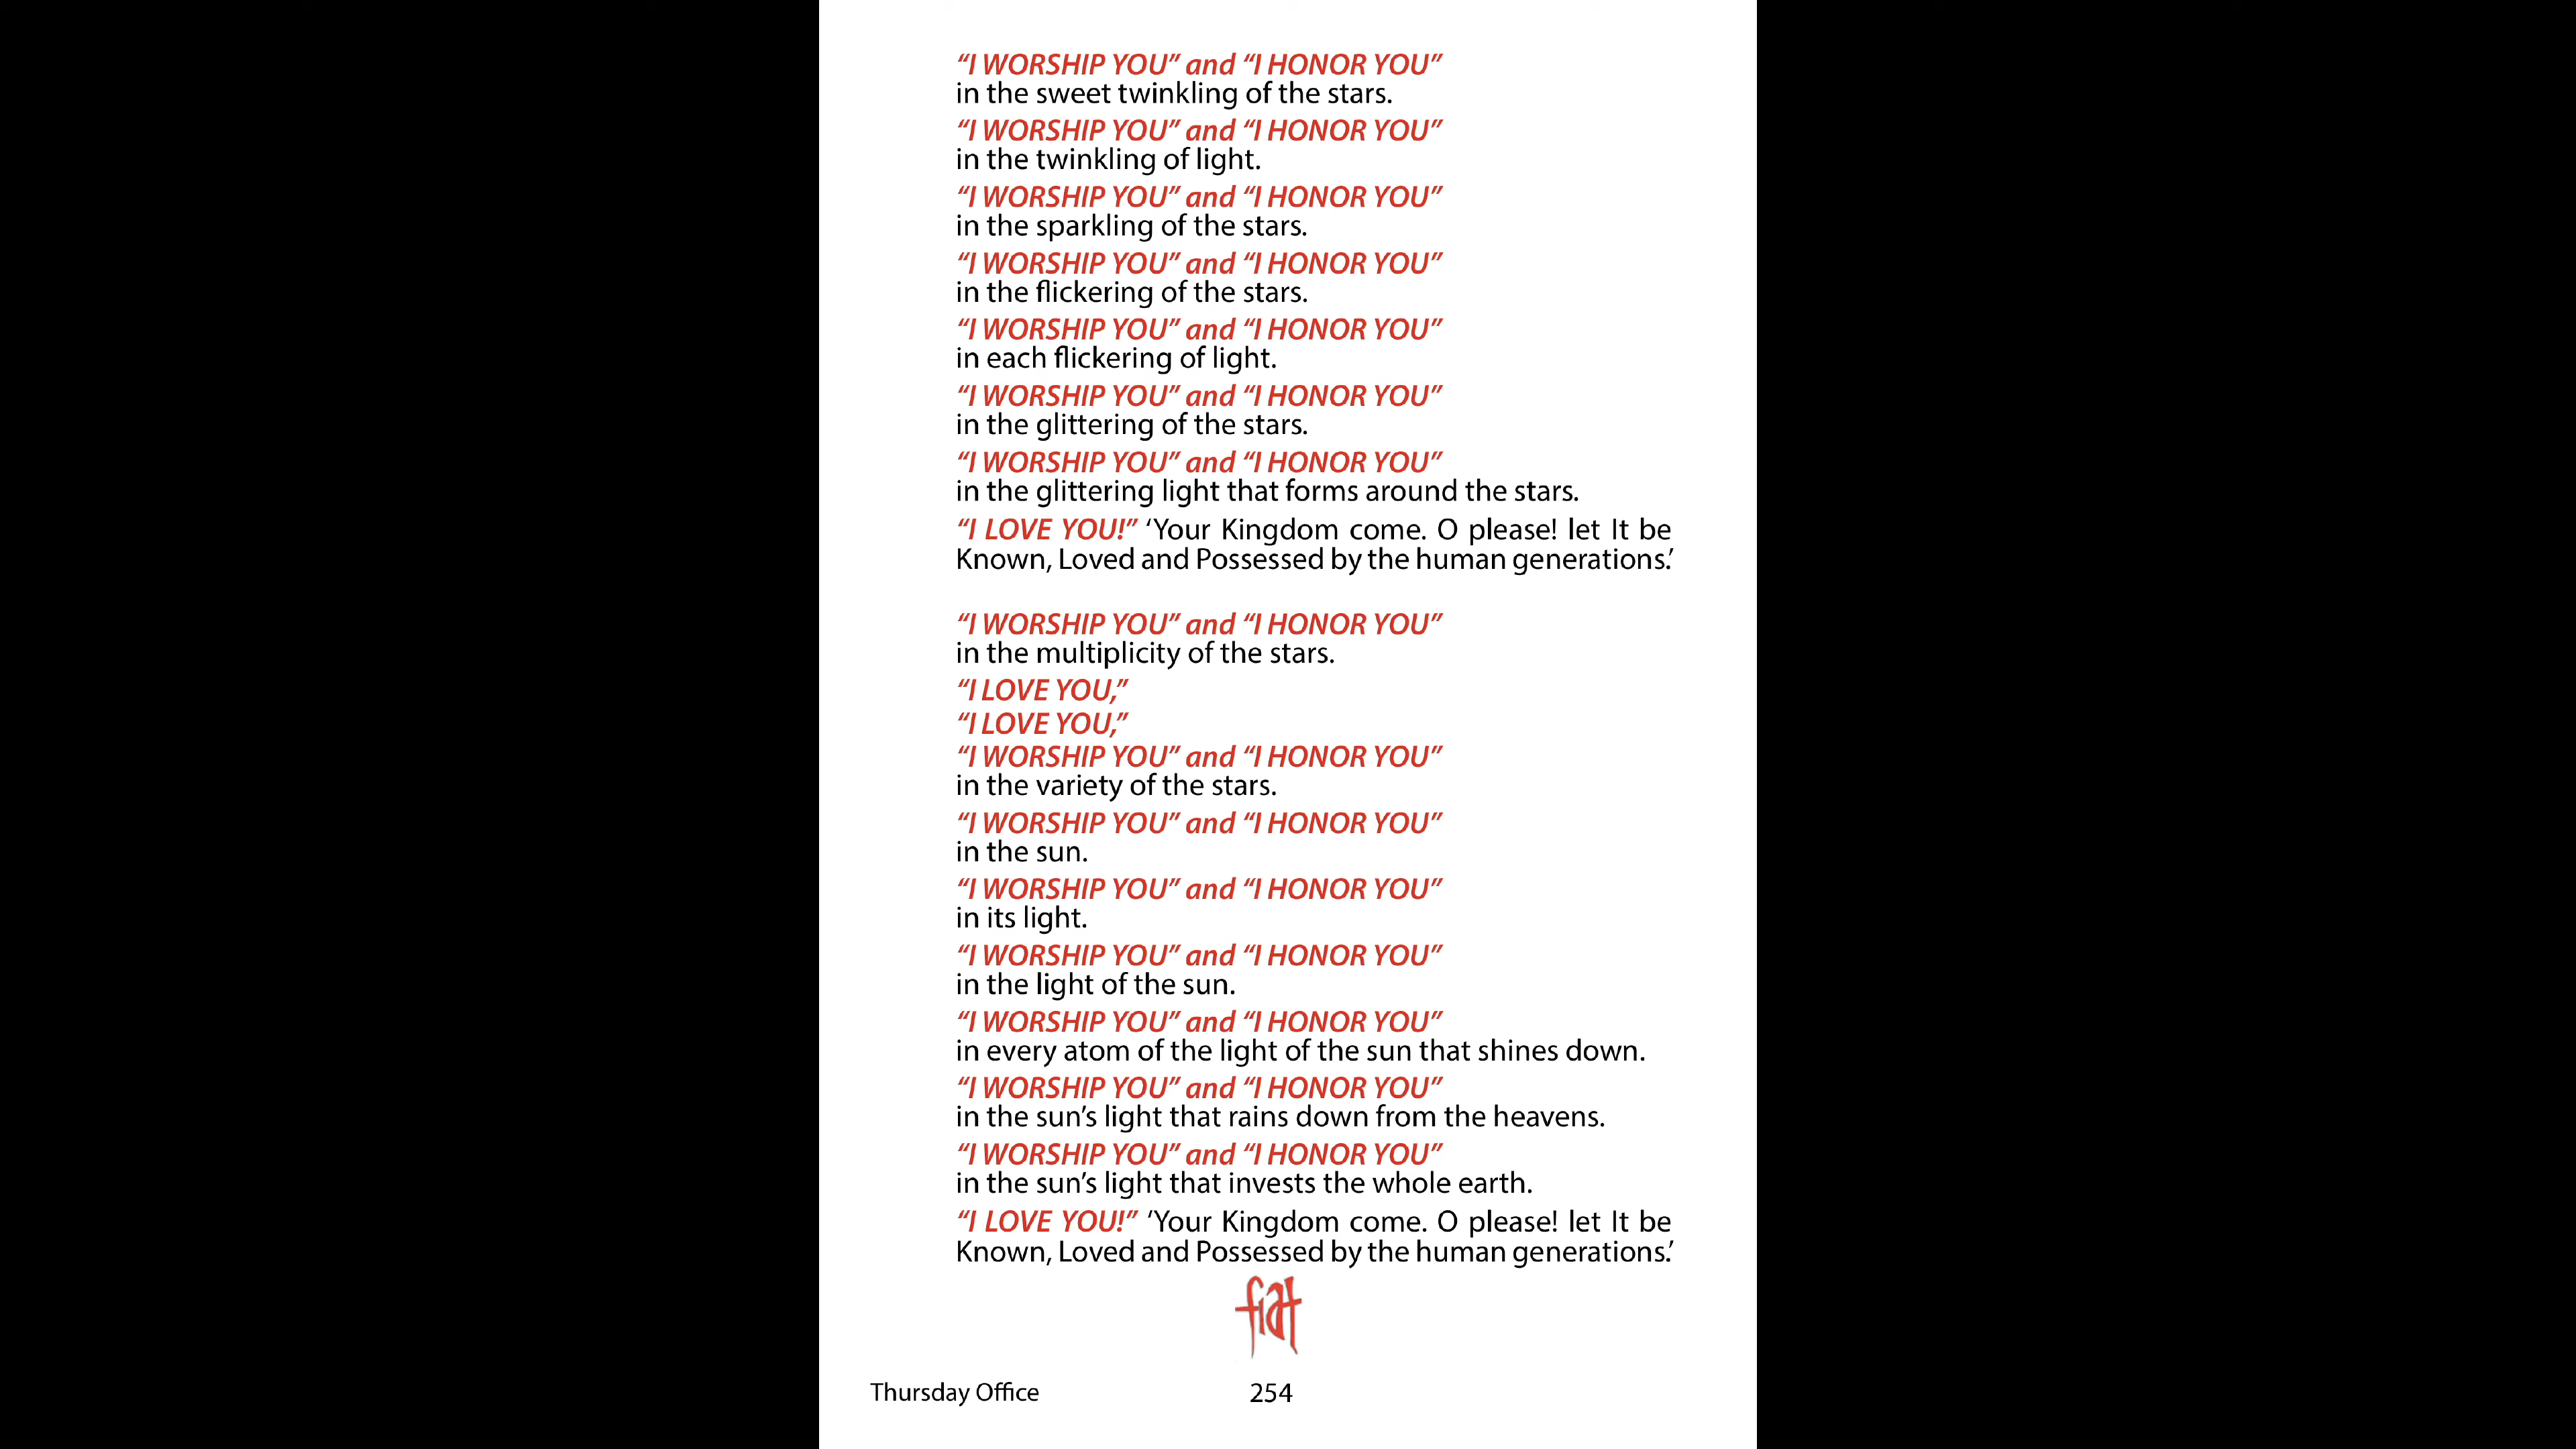 “I WORSHIP YOU” and “I HONOR YOU”
in the sweet twinkling of the stars.
“I WORSHIP YOU” and “I HONOR YOU”
in the twinkling of light.
“I WORSHIP YOU” and “I HONOR YOU”
in the sparkling of the stars.
“I WORSHIP YOU” and “I HONOR YOU”
in the flickering of the stars.
“I WORSHIP YOU” and “I HONOR YOU”
in each flickering of light.
“I WORSHIP YOU” and “I HONOR YOU”
in the glittering of the stars.
“I WORSHIP YOU” and “I HONOR YOU”
in the glittering light that forms around the stars.
“I LOVE YOU!” ‘Your Kingdom come. O please! let It be
Known, Loved and Possessed by the human generations.’
“I WORSHIP YOU” and “I HONOR YOU”
in the multiplicity of the stars.
“I LOVE YOU,”
“I LOVE YOU,”
“I WORSHIP YOU” and “I HONOR YOU”
in the variety of the stars.
“I WORSHIP YOU” and “I HONOR YOU”
in the sun.
“I WORSHIP YOU” and “I HONOR YOU”
in its light.
“I WORSHIP YOU” and “I HONOR YOU”
in the light of the sun.
“I WORSHIP YOU” and “I HONOR YOU”
in every atom of the light of the sun that shines down.
“I WORSHIP YOU” and “I HONOR YOU”
in the sun’s light that rains down from the heavens.
“I WORSHIP YOU” and “I HONOR YOU”
in the sun’s light that invests the whole earth.
“I LOVE YOU!” ‘Your Kingdom come. O please! let It be
Known, Loved and Possessed by the human generations.’
fiat
Thursday Office 254